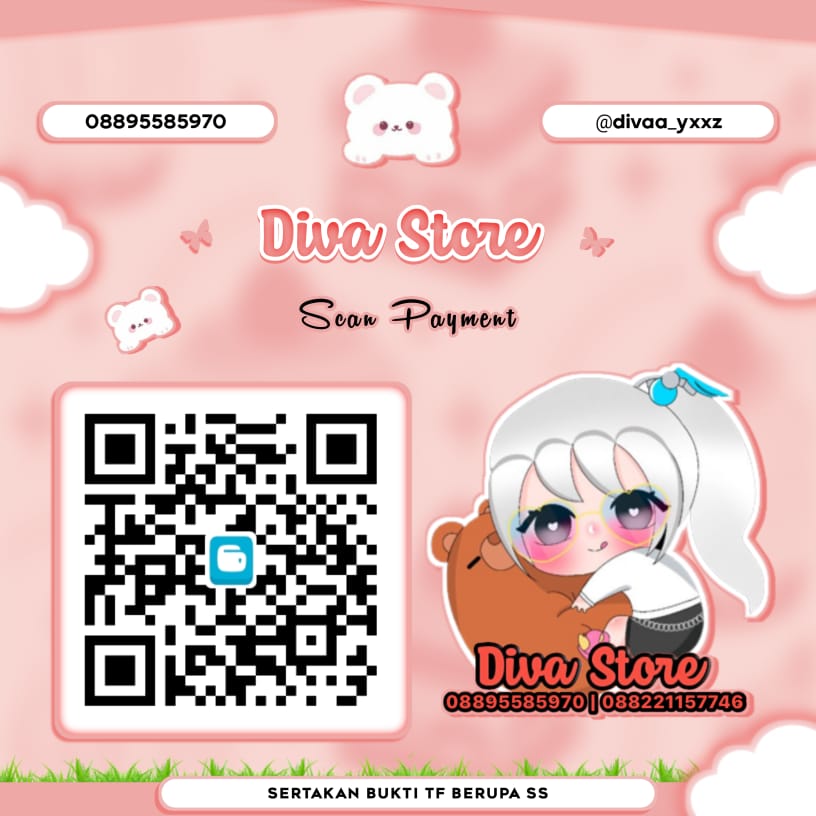 08895585970
@divaa_yxxz
Diva Store
Scan Payment
Diva Store
08895585970 | 088221157746
SERTAKAN BUKTI TF BERUPA SS